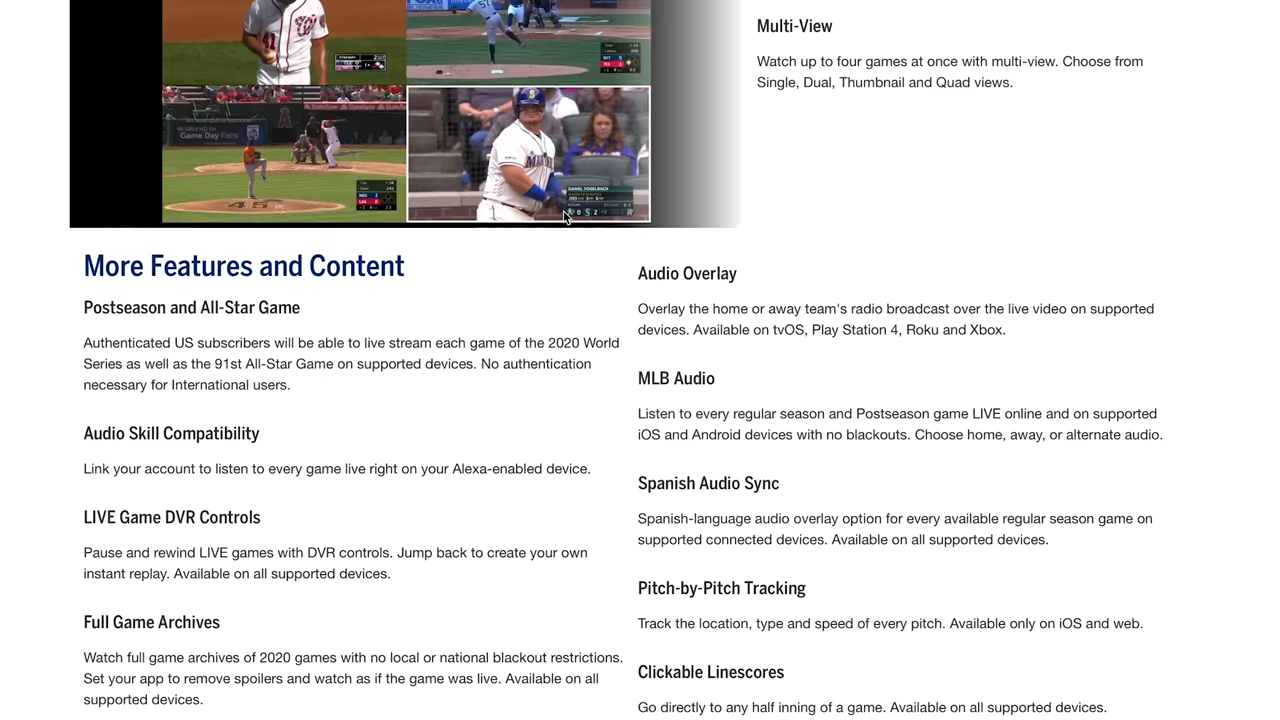 Game Day Fans
DANIEL VOGELBACH
Multi-View
Watch up to four games at once with multi-view. Choose from
Single, Dual, Thumbnail and Quad views.
More Features and Content
Postseason and All-Star Game
Authenticated US subscribers will be able to live stream each game of the 2020 World
Series as well as the 91st All-Star Game on supported devices. No authentication
necessary for International users.
Audio Skill Compatibility
Link your account to listen to every game live right on your Alexa-enabled device.
LIVE Game DVR Controls
Pause and rewind LIVE games with DVR controls. Jump back to create your own
instant replay. Available on all supported devices.
Full Game Archives
Watch full game archives of 2020 games with no local or national blackout restrictions.
Set your app to remove spoilers and watch as if the game was live. Available on all
supported devices.
Audio Overlay
Overlay the home or away team's radio broadcast over the live video on supported
devices. Available on tvOS, Play Station 4, Roku and Xbox.
MLB Audio
Listen to every regular season and Postseason game LIVE online and on supported
iOS and Android devices with no blackouts. Choose home, away, or alternate audio.
Spanish Audio Sync
Spanish-language audio overlay option for every available regular season game on
supported connected devices. Available on all supported devices.
Pitch-by-Pitch Tracking
Track the location, type and speed of every pitch. Available only on iOS and web.
Clickable Linescores
Go directly to any half inning of a game. Available on all supported devices.